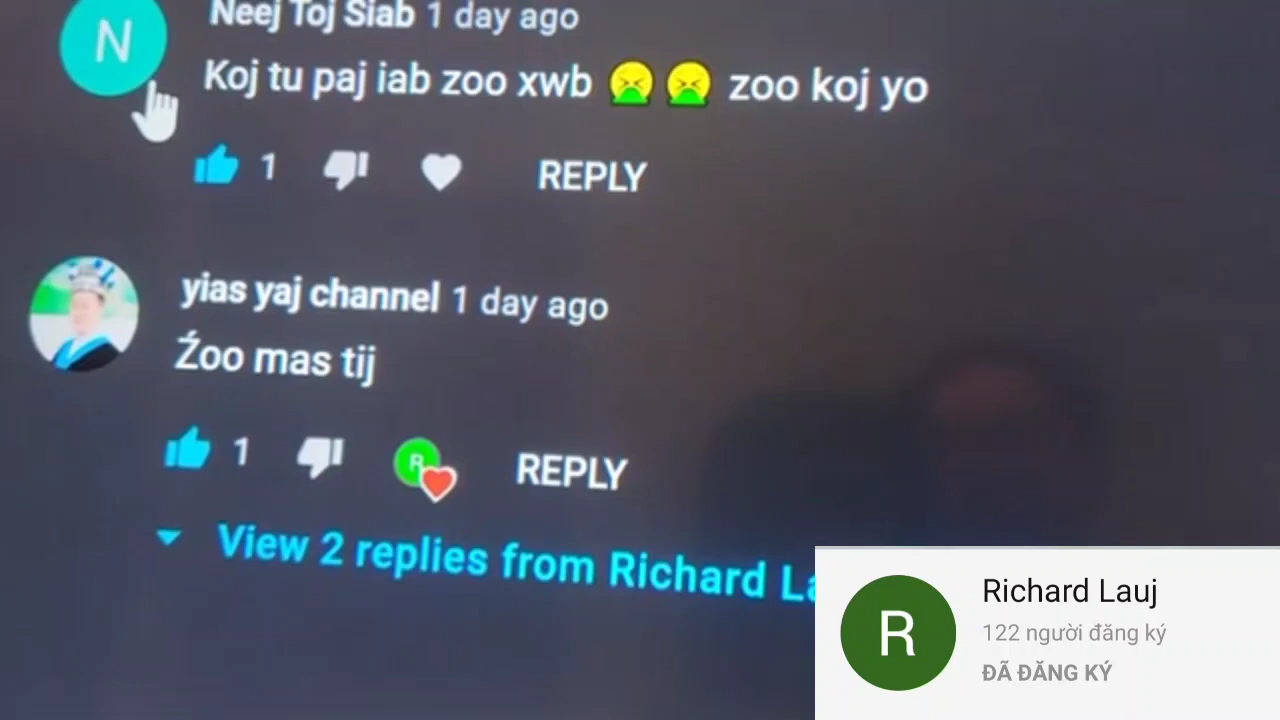 N
Neej Toj Siab 1 day ago
Koj tu paj iab zoo xwb 🤮 🤮 zoo koj yo
1 REPLY
yias yaj channel 1 day ago
Źoo mas tij
1 R REPLY
View 2 replies from Richard La
R
Richard Lauj
122 người đăng ký
ĐÃ ĐĂNG KÝ